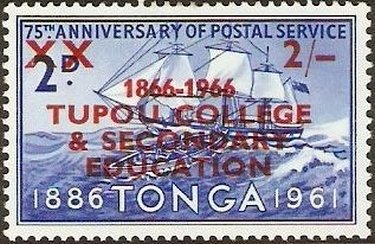 75TH ANNIVERSARY OF POSTAL SERVICE
XX 2/-
2D.
1866-1966
TUPOU COLLEGE
& SECONDARY
EDUCATION
1886 TONGA 1961